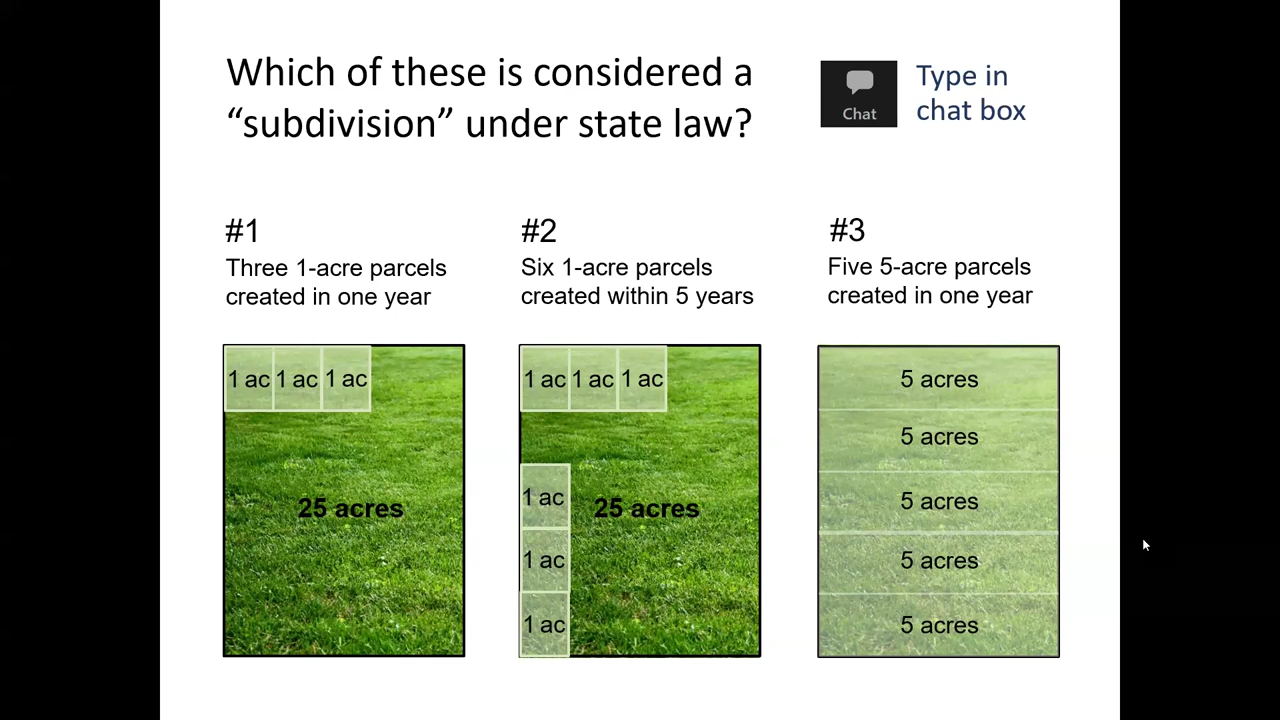 Which of these is considered a
“subdivision” under state law?
Chat
Type in
chat box
#1
Three 1-acre parcels
created in one year
#2
Six 1-acre parcels
created within 5 years
#3
Five 5-acre parcels
created in one year
1 ac 1 ac 1 ac
25 acres
1 ac 1 ac 1 ac
1 ac
25 acres
1 ac
1 ac
5 acres
5 acres
5 acres
5 acres
5 acres